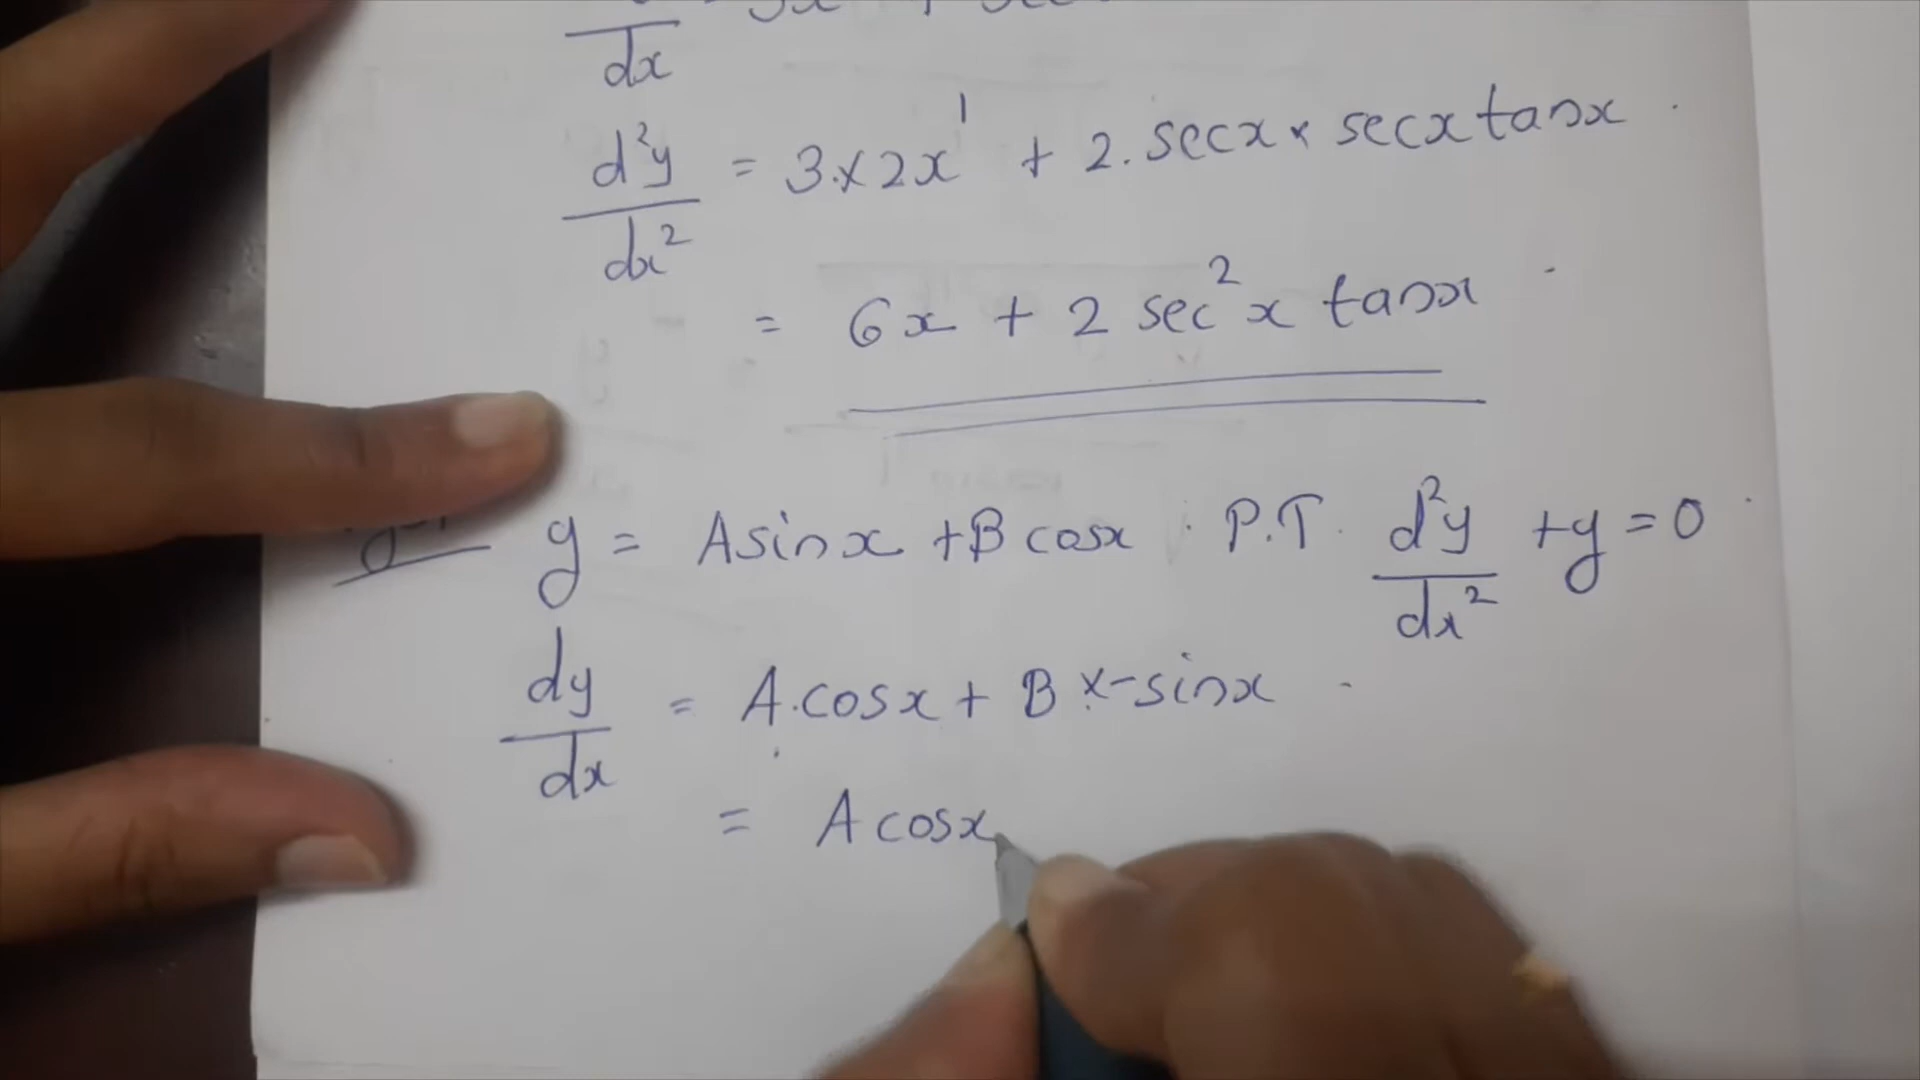 dx
d²y/dx² = 3.×2x¹ + 2.secx × secx tanx
= 6x + 2 sec²x tanx
y = Asinx + Bcosx . P.T. d²y/dx² + y = 0
dy/dx = A.cosx + B × -sinx
= A cosx